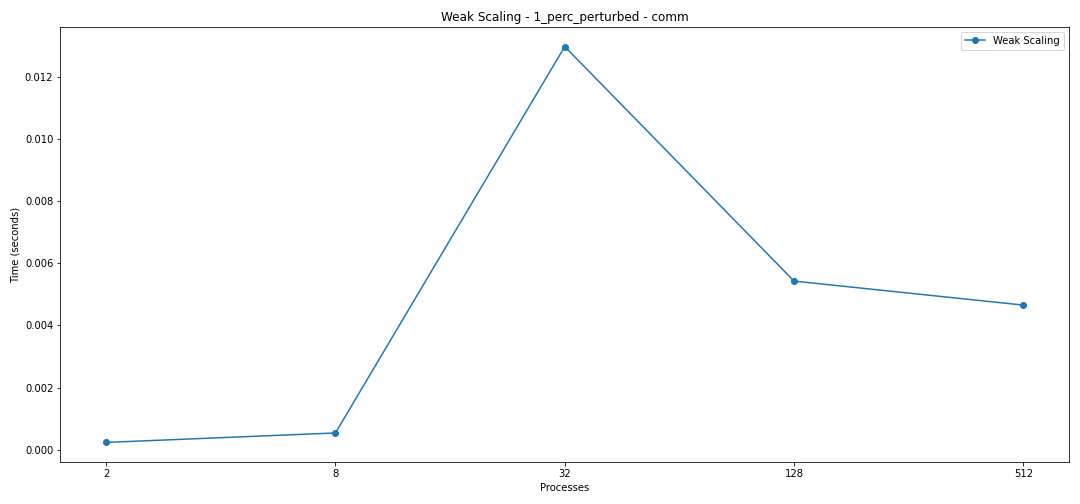 Weak Scaling - 1_perc_perturbed - comm
Weak Scaling
Time (seconds)
0.012
0.010
0.008
0.006
0.004
0.002
0.000
2 8 32 128 512
Processes